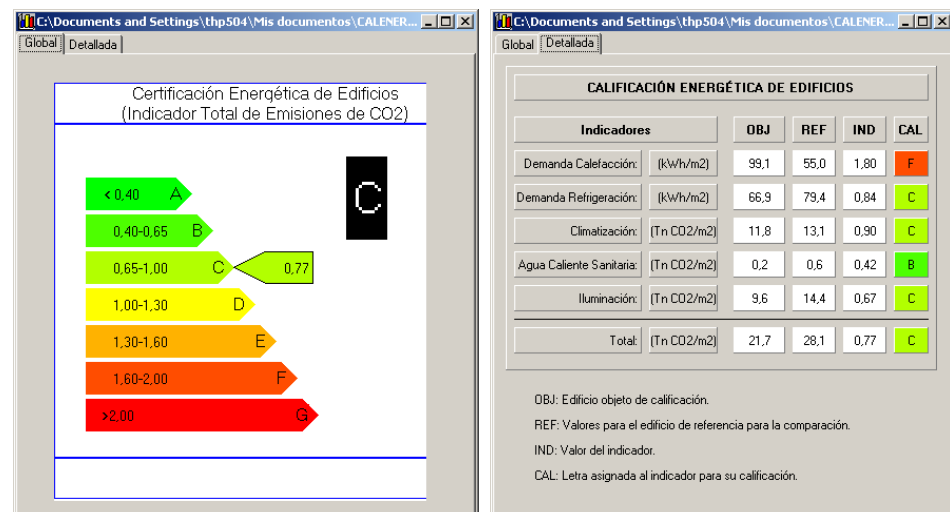 C:\Documents and Settings\thp504\Mis documentos\CALENER...
Global Detallada
Certificación Energética de Edificios
(Indicador Total de Emisiones de CO2)
C
< 0,40 A
0,40-0,65 B
0,65-1,00 C 0,77
1,00-1,30 D
1,30-1,60 E
1,60-2,00 F
>2,00 G
C:\Documents and Settings\thp504\Mis documentos\CALENER...
Global Detallada
CALIFICACIÓN ENERGÉTICA DE EDIFICIOS
Indicadores OBJ REF IND CAL
Demanda Calefacción: (kWh/m2) 99,1 55,0 1,80 F
Demanda Refrigeración: (kWh/m2) 66,9 79,4 0,84 C
Climatización: (Tn CO2/m2) 11,8 13,1 0,90 C
Agua Caliente Sanitaria: (Tn CO2/m2) 0,2 0,6 0,42 B
Iluminación: (Tn CO2/m2) 9,6 14,4 0,67 C
Total: (Tn CO2/m2) 21,7 28,1 0,77 C
OBJ: Edificio objeto de calificación.
REF: Valores para el edificio de referencia para la comparación.
IND: Valor del indicador.
CAL: Letra asignada al indicador para su calificación.